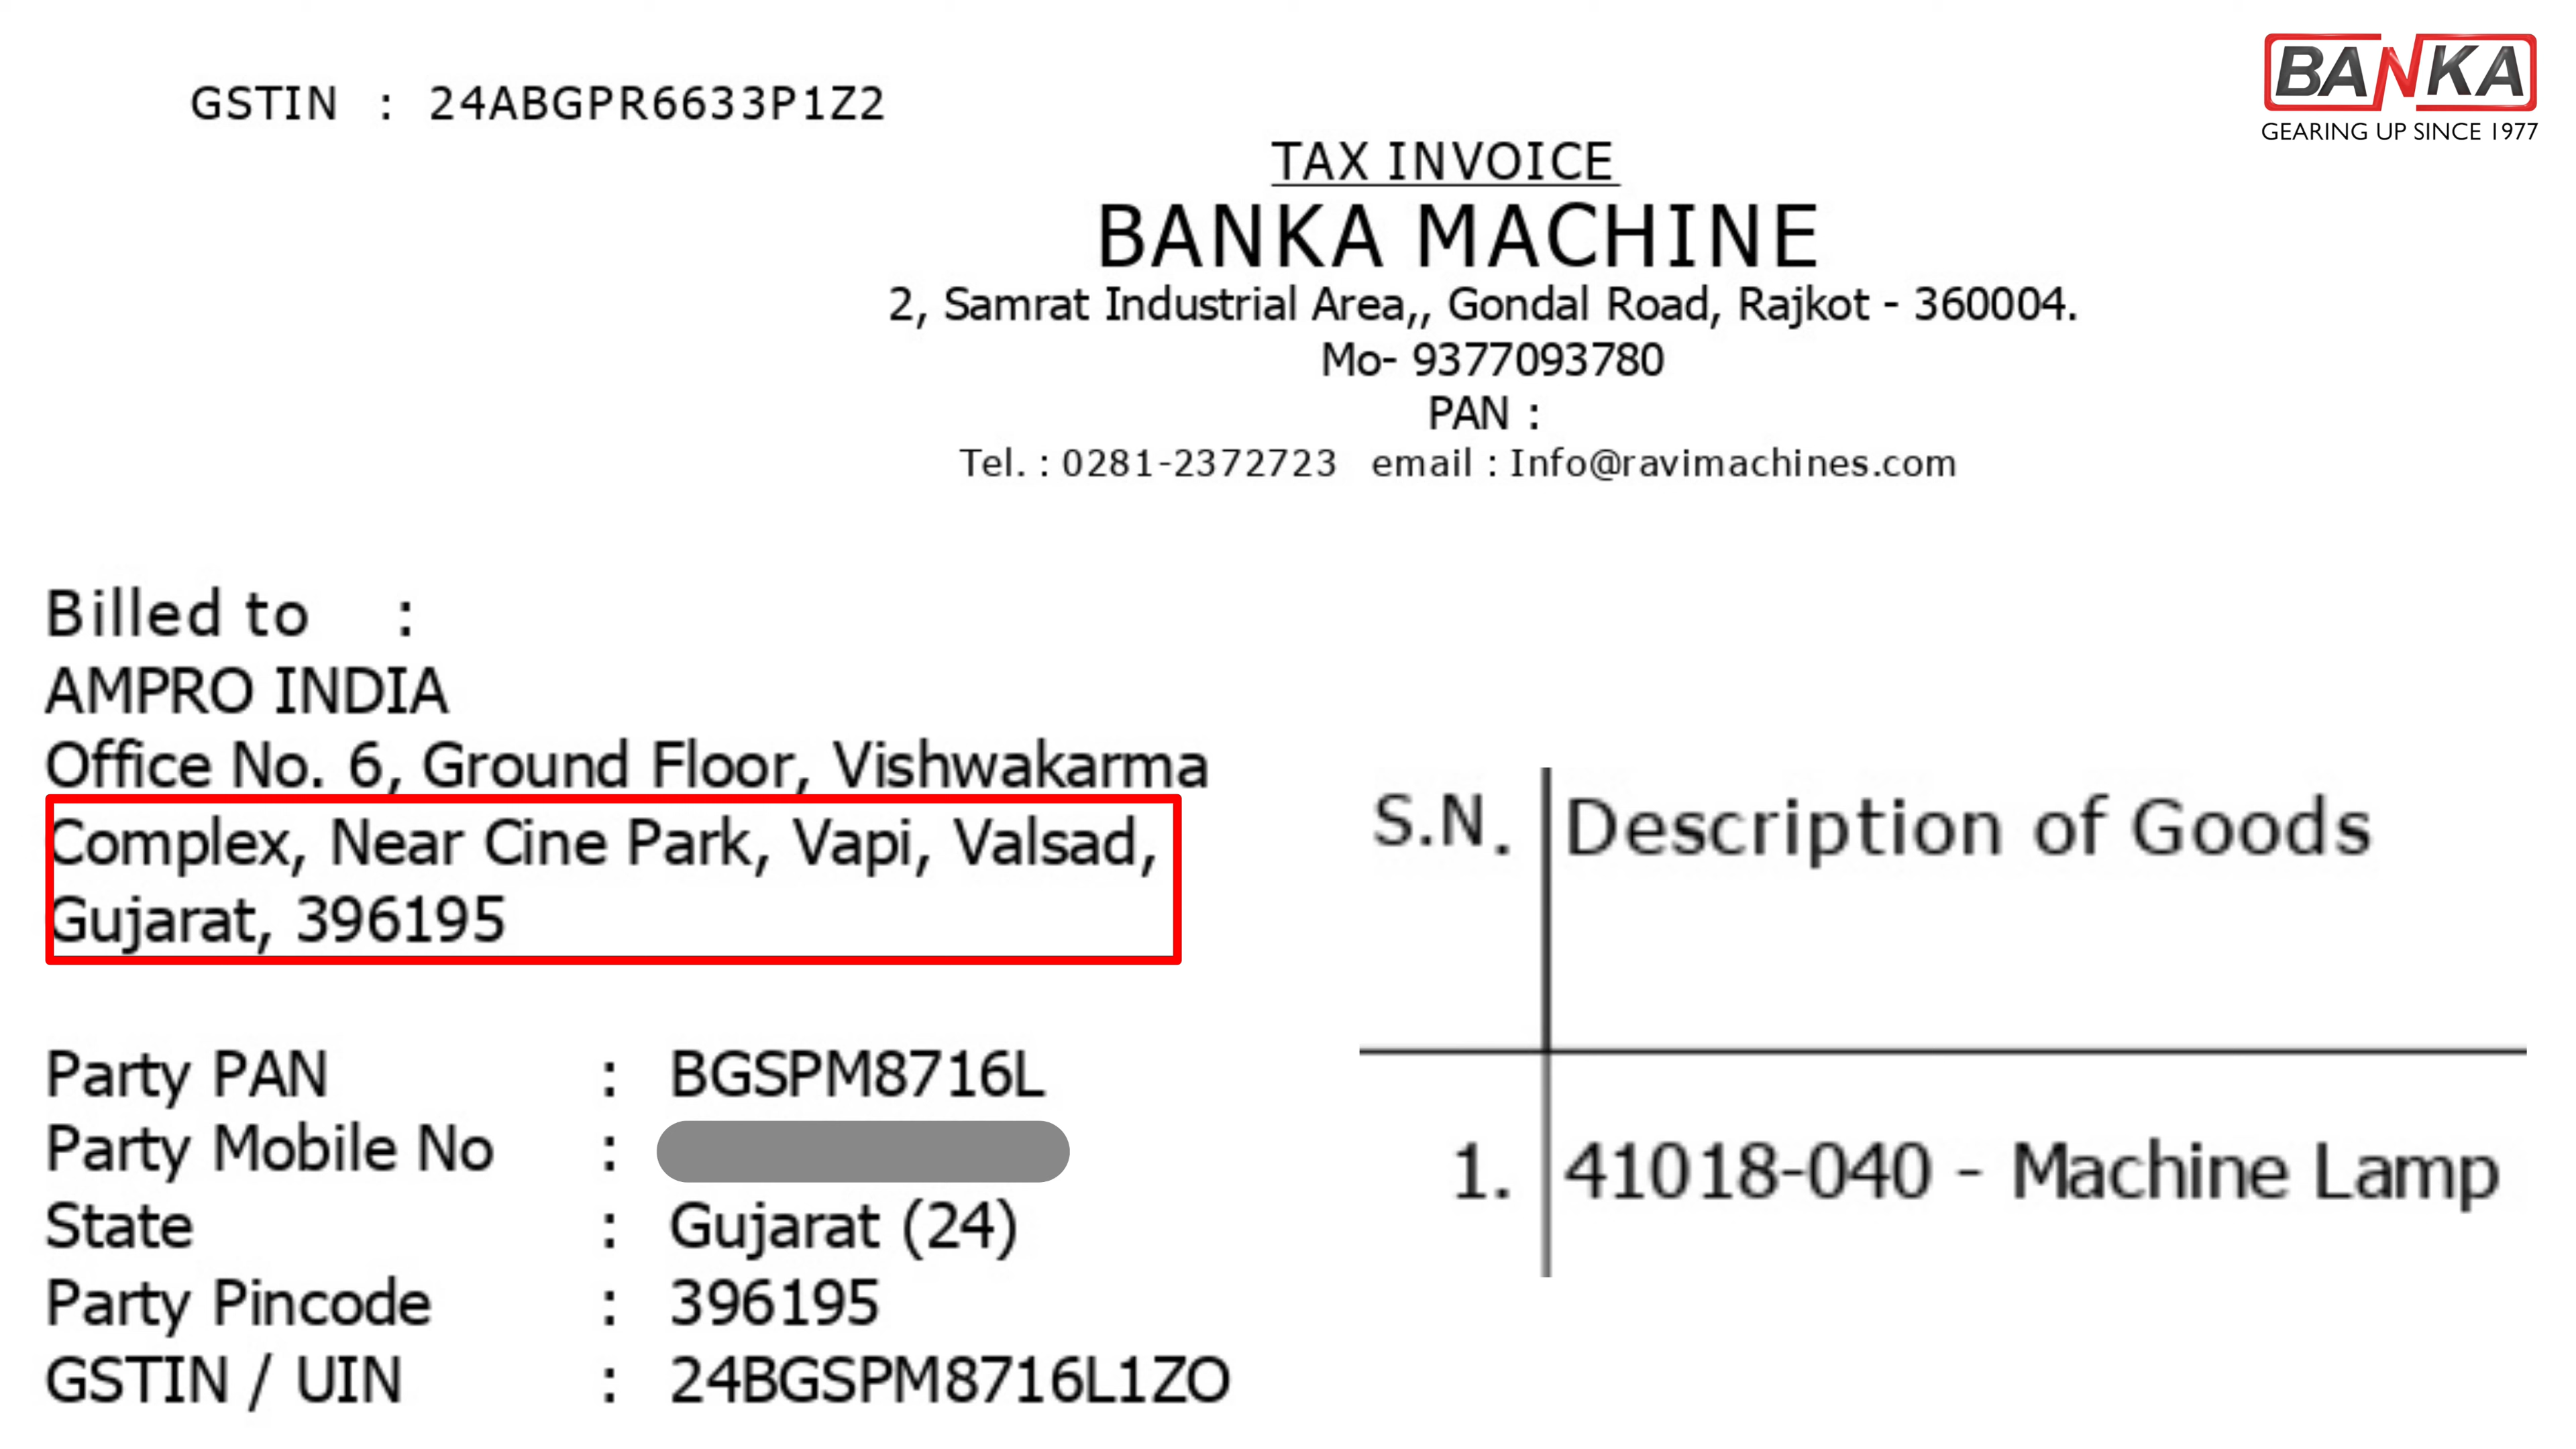 BANKA
GEARING UP SINCE 1977
GSTIN : 24ABGPR6633P1Z2
TAX INVOICE
BANKA MACHINE
2, Samrat Industrial Area,, Gondal Road, Rajkot - 360004.
Mo- 9377093780
PAN :
Tel. : 0281-2372723 email : Info@ravimachines.com
Billed to :
AMPRO INDIA
Office No. 6, Ground Floor, Vishwakarma
Complex, Near Cine Park, Vapi, Valsad,
Gujarat, 396195
Party PAN : BGSPM8716L
Party Mobile No :
State : Gujarat (24)
Party Pincode : 396195
GSTIN / UIN : 24BGSPM8716L1ZO
S.N. Description of Goods
1. 41018-040 - Machine Lamp